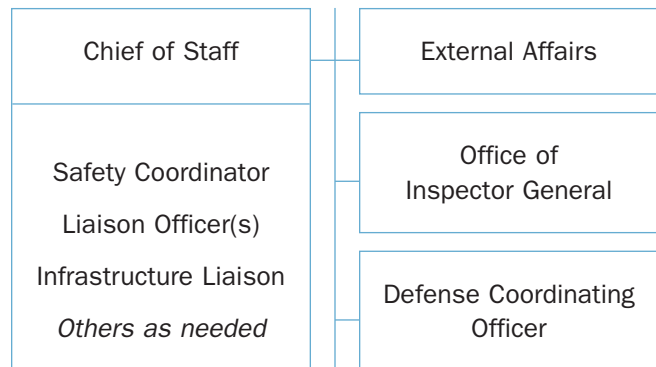 Chief of Staff
Safety Coordinator
Liaison Officer(s)
Infrastructure Liaison
Others as needed
External Affairs
Office of
Inspector General
Defense Coordinating
Officer